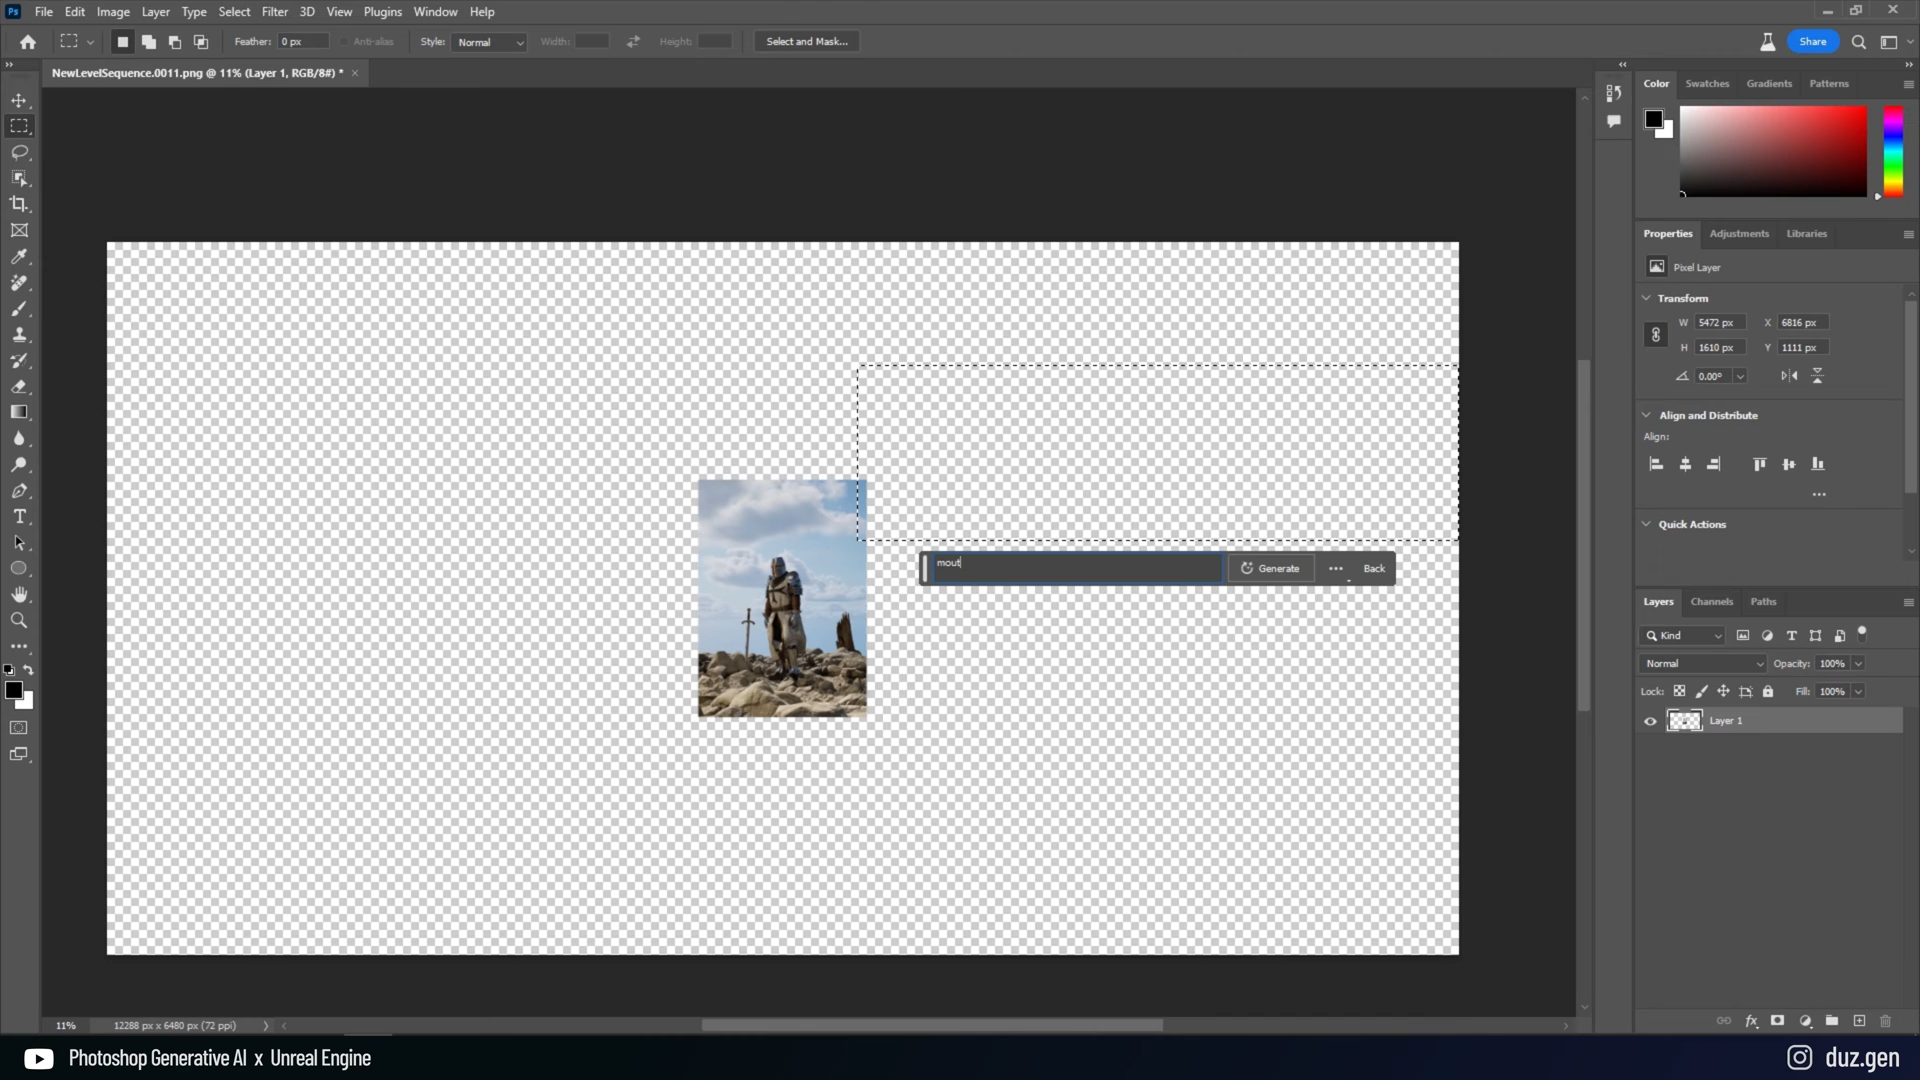 Ps File Edit Image Layer Type Select Filter 3D View Plugins Window Help
Feather: 0 px Anti-alias Style: Normal Width: Height: Select and Mask... Share
NewLevelSequence.0011.png @ 11% (Layer 1, RGB/8#) * ×
Color Swatches Gradients Patterns
Properties Adjustments Libraries
Pixel Layer
Transform
W 5472 px X 6816 px
H 1610 px Y 1111 px
0.00°
Align and Distribute
Align:
Quick Actions
mout
Generate ... Back
Layers Channels Paths
Kind
Normal Opacity: 100%
Lock: Fill: 100%
Layer 1
11% 12288 px x 6480 px (72 ppi)
Photoshop Generative AI x Unreal Engine
duz.gen